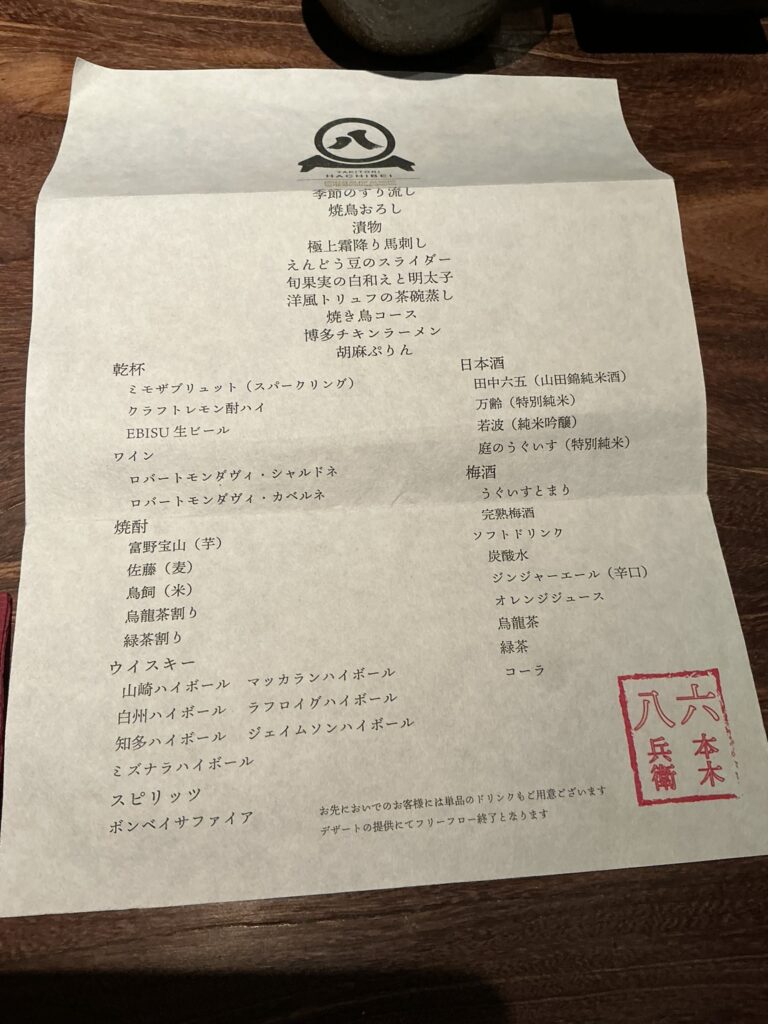 八
YAKITORI
HACHIBEI
季節のすり流し
焼鳥おろし
漬物
極上霜降り馬刺し
えんどう豆のスライダー
旬果実の白和えと明太子
洋風トリュフの茶碗蒸し
焼き鳥コース
博多チキンラーメン
胡麻ぷりん
乾杯
ミモザブリュット（スパークリング）
クラフトレモン酎ハイ
EBISU 生ビール
ワイン
ロバートモンダヴィ・シャルドネ
ロバートモンダヴィ・カベルネ
焼酎
富野宝山（芋）
佐藤（麦）
鳥飼（米）
烏龍茶割り
緑茶割り
ウイスキー
山崎ハイボール マッカランハイボール
白州ハイボール ラフロイグハイボール
知多ハイボール ジェイムソンハイボール
ミズナラハイボール
スピリッツ
ボンベイサファイア
日本酒
田中六五（山田錦純米酒）
万齢（特別純米）
若波（純米吟醸）
庭のうぐいす（特別純米）
梅酒
うぐいすとまり
完熟梅酒
ソフトドリンク
炭酸水
ジンジャーエール（辛口）
オレンジジュース
烏龍茶
緑茶
コーラ
お先においでのお客様には単品のドリンクもご用意ございます
デザートの提供にてフリーフロー終了となります
六本木
八兵衛